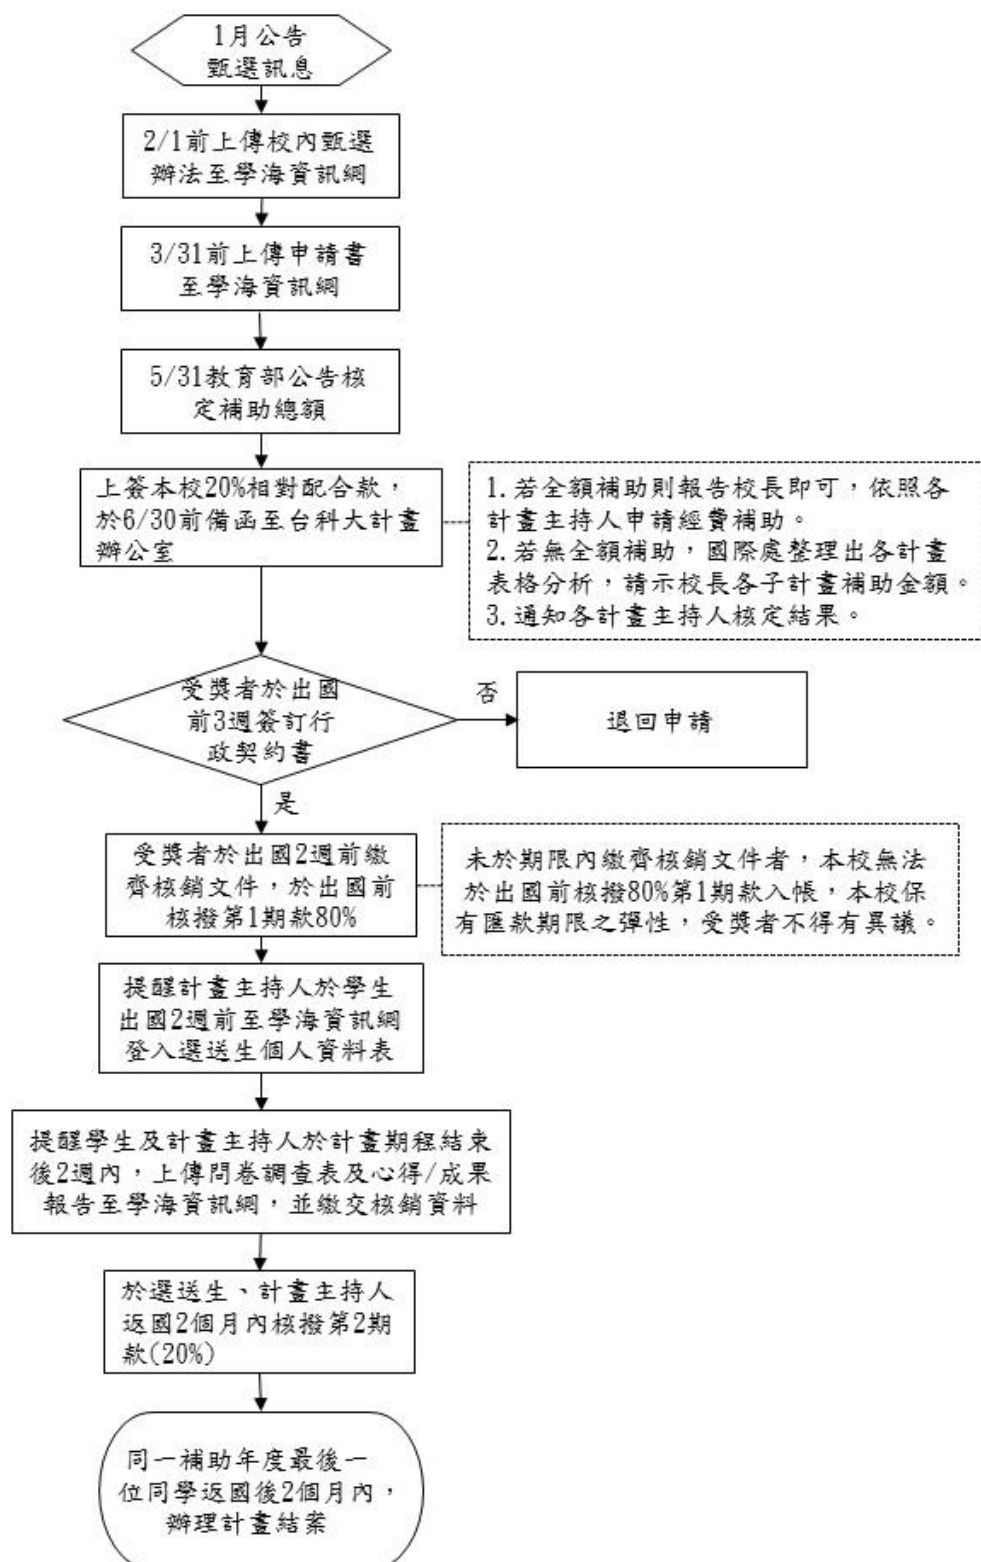 1月公告
甄選訊息
2/1前上傳校內甄選
辦法至學海資訊網
3/31前上傳申請書
至學海資訊網
5/31教育部公告核
定補助總額
上簽本校20%相對配合款，
於6/30前備函至台科大計畫
辦公室
1.若全額補助則報告校長即可，依照各
計畫主持人申請經費補助。
2.若無全額補助，國際處整理出各計畫
表格分析，請示校長各子計畫補助金額。
3.通知各計畫主持人核定結果。
受獎者於出國
前3週簽訂行
政契約書
否
退回申請
是
受獎者於出國2週前繳
齊核銷文件，於出國前
核撥第1期款80%
未於期限內繳齊核銷文件者，本校無法
於出國前核撥80%第1期款入帳，本校保
有匯款期限之彈性，受獎者不得有異議。
提醒計畫主持人於學生
出國2週前至學海資訊網
登入選送生個人資料表
提醒學生及計畫主持人於計畫期程結束
後2週內，上傳問卷調查表及心得/成果
報告至學海資訊網，並繳交核銷資料
於選送生、計畫主持人
返國2個月內核撥第2期
款(20%)
同一補助年度最後一
位同學返國後2個月內，
辦理計畫結案